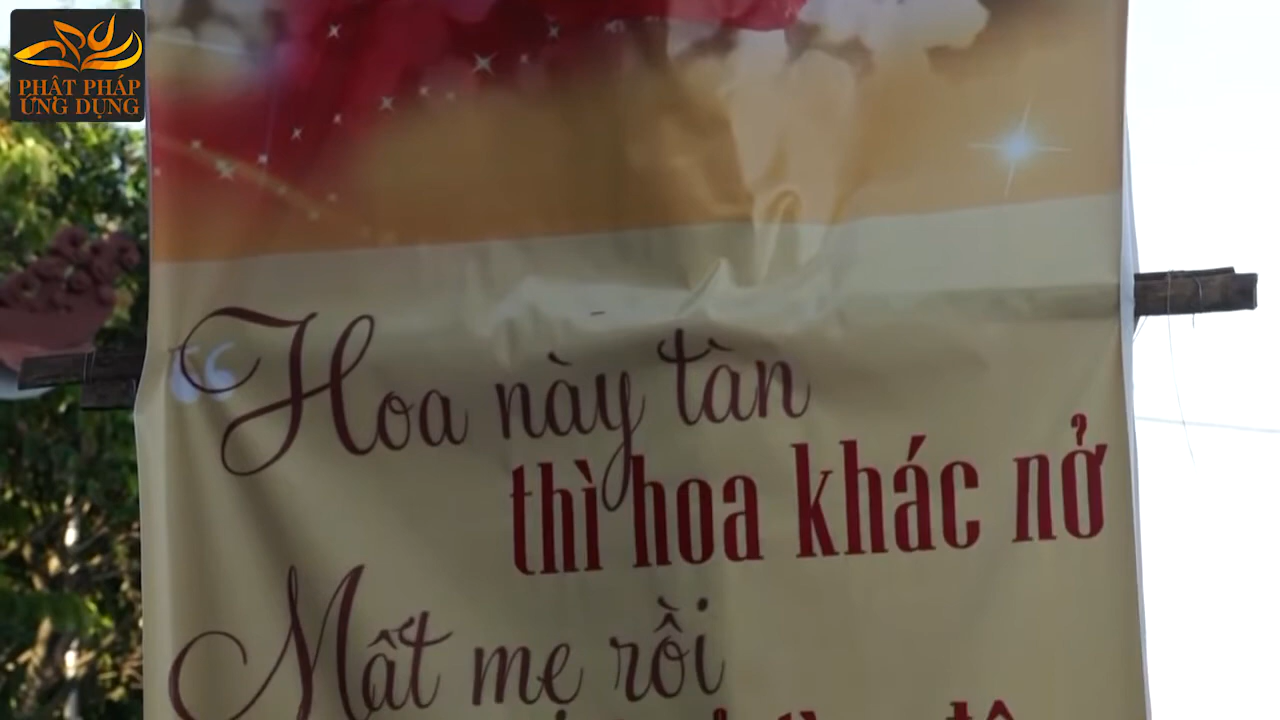 PHẬT PHÁP
ỨNG DỤNG
“Hoa này tàn
thì hoa khác nở
Mất mẹ rồi